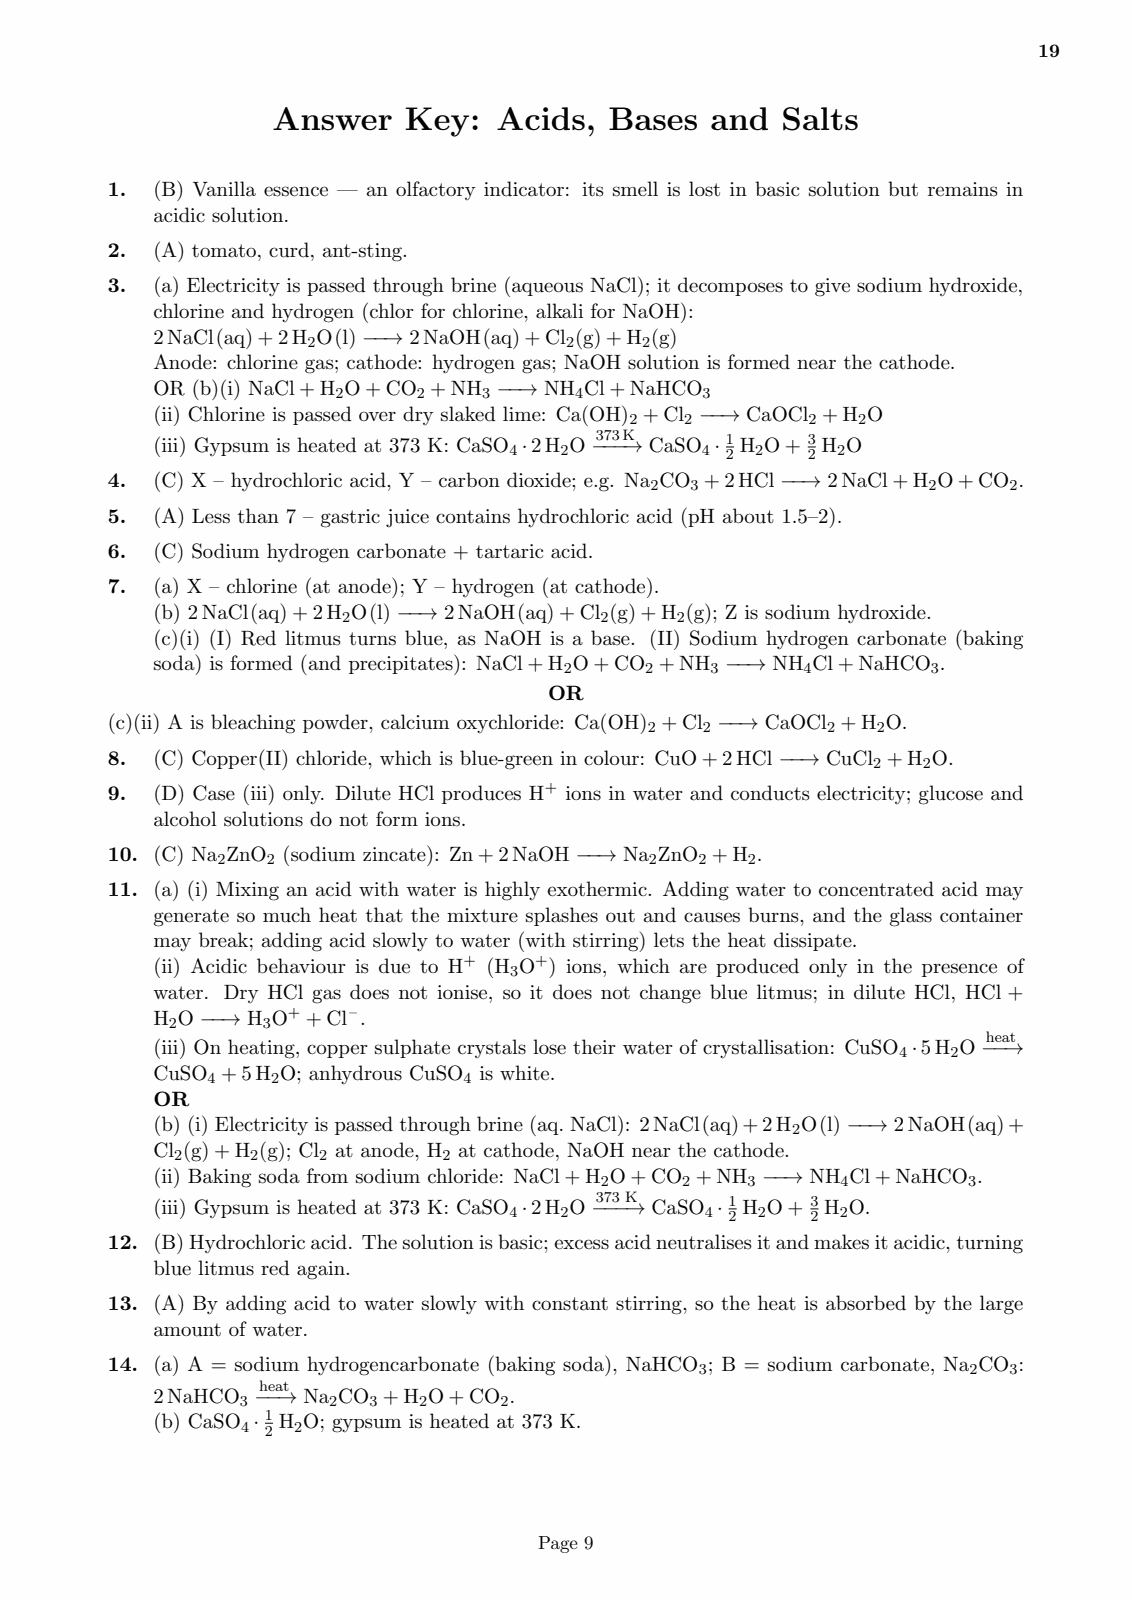 19
Answer Key: Acids, Bases and Salts
1. (B) Vanilla essence — an olfactory indicator: its smell is lost in basic solution but remains in
acidic solution.
2. (A) tomato, curd, ant-sting.
3. (a) Electricity is passed through brine (aqueous NaCl); it decomposes to give sodium hydroxide,
chlorine and hydrogen (chlor for chlorine, alkali for NaOH):
2 NaCl(aq) + 2 H₂O(l) ⟶ 2 NaOH(aq) + Cl₂(g) + H₂(g)
Anode: chlorine gas; cathode: hydrogen gas; NaOH solution is formed near the cathode.
OR (b)(i) NaCl + H₂O + CO₂ + NH₃ ⟶ NH₄Cl + NaHCO₃
(ii) Chlorine is passed over dry slaked lime: Ca(OH)₂ + Cl₂ ⟶ CaOCl₂ + H₂O
(iii) Gypsum is heated at 373 K: CaSO₄ · 2 H₂O —373 K→ CaSO₄ · ½ H₂O + 3/2 H₂O
4. (C) X – hydrochloric acid, Y – carbon dioxide; e.g. Na₂CO₃ + 2 HCl ⟶ 2 NaCl + H₂O + CO₂.
5. (A) Less than 7 – gastric juice contains hydrochloric acid (pH about 1.5–2).
6. (C) Sodium hydrogen carbonate + tartaric acid.
7. (a) X – chlorine (at anode); Y – hydrogen (at cathode).
(b) 2 NaCl(aq) + 2 H₂O(l) ⟶ 2 NaOH(aq) + Cl₂(g) + H₂(g); Z is sodium hydroxide.
(c)(i) (I) Red litmus turns blue, as NaOH is a base. (II) Sodium hydrogen carbonate (baking
soda) is formed (and precipitates): NaCl + H₂O + CO₂ + NH₃ ⟶ NH₄Cl + NaHCO₃.
OR
(c)(ii) A is bleaching powder, calcium oxychloride: Ca(OH)₂ + Cl₂ ⟶ CaOCl₂ + H₂O.
8. (C) Copper(II) chloride, which is blue-green in colour: CuO + 2 HCl ⟶ CuCl₂ + H₂O.
9. (D) Case (iii) only. Dilute HCl produces H⁺ ions in water and conducts electricity; glucose and
alcohol solutions do not form ions.
10. (C) Na₂ZnO₂ (sodium zincate): Zn + 2 NaOH ⟶ Na₂ZnO₂ + H₂.
11. (a) (i) Mixing an acid with water is highly exothermic. Adding water to concentrated acid may
generate so much heat that the mixture splashes out and causes burns, and the glass container
may break; adding acid slowly to water (with stirring) lets the heat dissipate.
(ii) Acidic behaviour is due to H⁺ (H₃O⁺) ions, which are produced only in the presence of
water. Dry HCl gas does not ionise, so it does not change blue litmus; in dilute HCl, HCl +
H₂O ⟶ H₃O⁺ + Cl⁻.
(iii) On heating, copper sulphate crystals lose their water of crystallisation: CuSO₄ · 5 H₂O —heat→
CuSO₄ + 5 H₂O; anhydrous CuSO₄ is white.
OR
(b) (i) Electricity is passed through brine (aq. NaCl): 2 NaCl(aq) + 2 H₂O(l) ⟶ 2 NaOH(aq) +
Cl₂(g) + H₂(g); Cl₂ at anode, H₂ at cathode, NaOH near the cathode.
(ii) Baking soda from sodium chloride: NaCl + H₂O + CO₂ + NH₃ ⟶ NH₄Cl + NaHCO₃.
(iii) Gypsum is heated at 373 K: CaSO₄ · 2 H₂O —373 K→ CaSO₄ · ½ H₂O + 3/2 H₂O.
12. (B) Hydrochloric acid. The solution is basic; excess acid neutralises it and makes it acidic, turning
blue litmus red again.
13. (A) By adding acid to water slowly with constant stirring, so the heat is absorbed by the large
amount of water.
14. (a) A = sodium hydrogencarbonate (baking soda), NaHCO₃; B = sodium carbonate, Na₂CO₃:
2 NaHCO₃ —heat→ Na₂CO₃ + H₂O + CO₂.
(b) CaSO₄ · ½ H₂O; gypsum is heated at 373 K.
Page 9